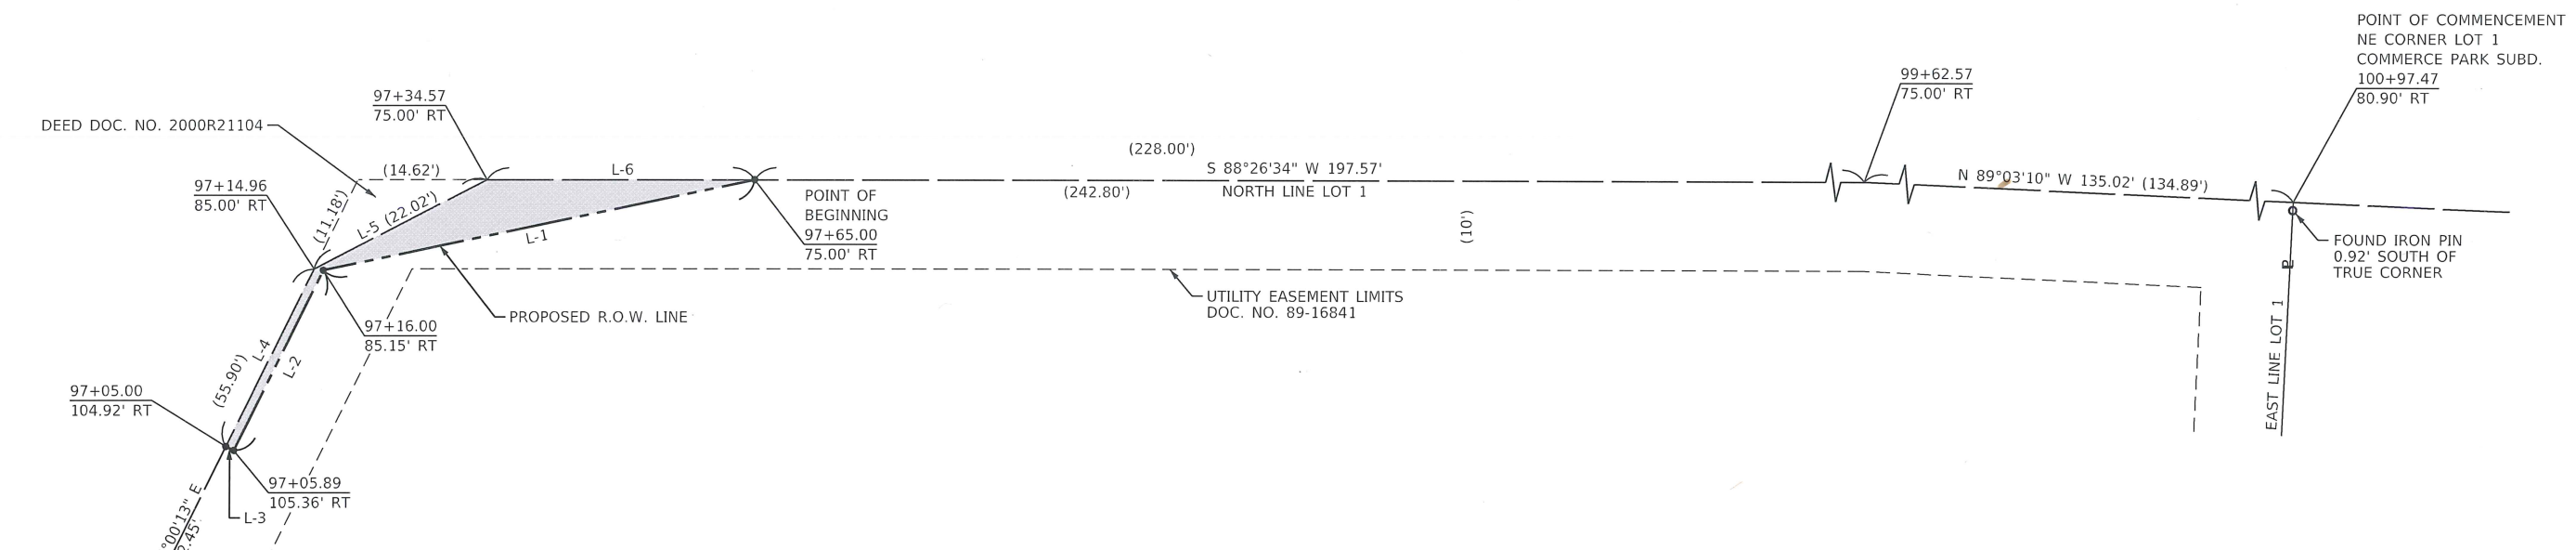 POINT OF COMMENCEMENT
NE CORNER LOT 1
COMMERCE PARK SUBD.
100+97.47
80.90' RT
99+62.57
75.00' RT
97+34.57
75.00' RT
DEED DOC. NO. 2000R21104
(228.00')
S 88°26'34" W 197.57'
(242.80')
NORTH LINE LOT 1
N 89°03'10" W 135.02' (134.89')
(14.62')
L-6
97+14.96
85.00' RT
(11.18')
L-5 (22.02')
L-1
POINT OF
BEGINNING
97+65.00
75.00' RT
(10')
FOUND IRON PIN
0.92' SOUTH OF
TRUE CORNER
UTILITY EASEMENT LIMITS
DOC. NO. 89-16841
PROPOSED R.O.W. LINE
97+16.00
85.15' RT
EAST LINE LOT 1
(55.90')
L-4
L-2
97+05.00
104.92' RT
97+05.89
105.36' RT
L-3
°00'13" E
.45'